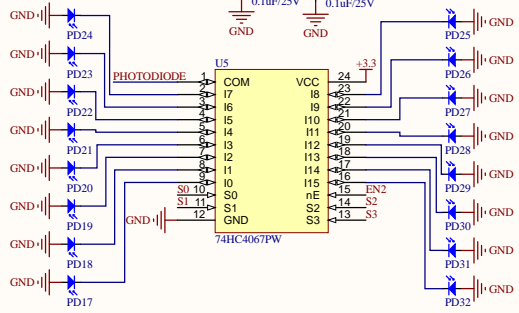 0.1uF/25V
0.1uF/25V
GND
GND
GND
PD24
PD25
GND
U5
+3.3
GND
PD23
PD26
GND
PHOTODIODE
1
COM
VCC
24
2
I7
I8
23
GND
PD22
3
I6
I9
22
PD27
GND
4
I5
I10
21
GND
PD21
5
I4
I11
20
PD28
GND
6
I3
I12
19
GND
PD20
7
I2
I13
18
PD29
GND
8
I1
I14
17
9
I0
I15
16
S0
10
S0
nE
15
EN2
GND
PD19
S1
11
S1
S2
14
S2
PD30
GND
GND
12
GND
S3
13
S3
74HC4067PW
GND
PD18
PD31
GND
GND
PD17
PD32
GND